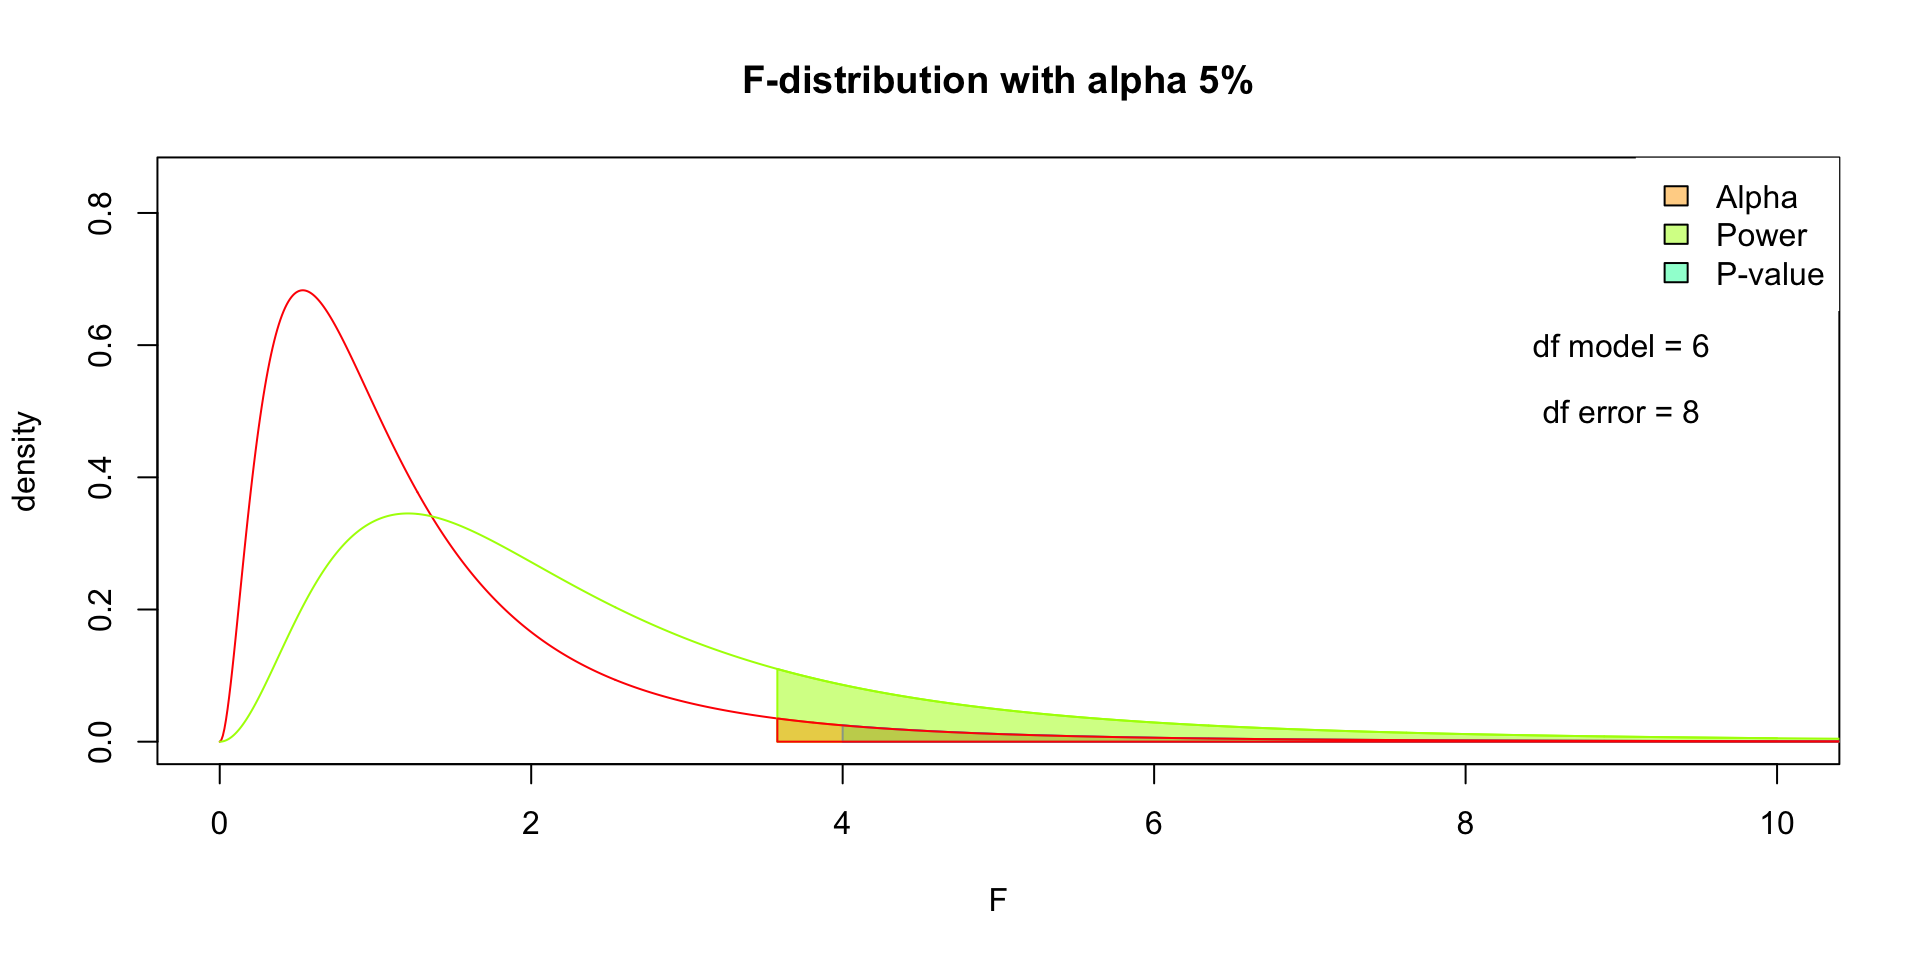 F-distribution with alpha 5%
Alpha
Power
P-value
df model = 6
df error = 8
density
0.8
0.6
0.4
0.2
0.0
0 2 4 6 8 10
F